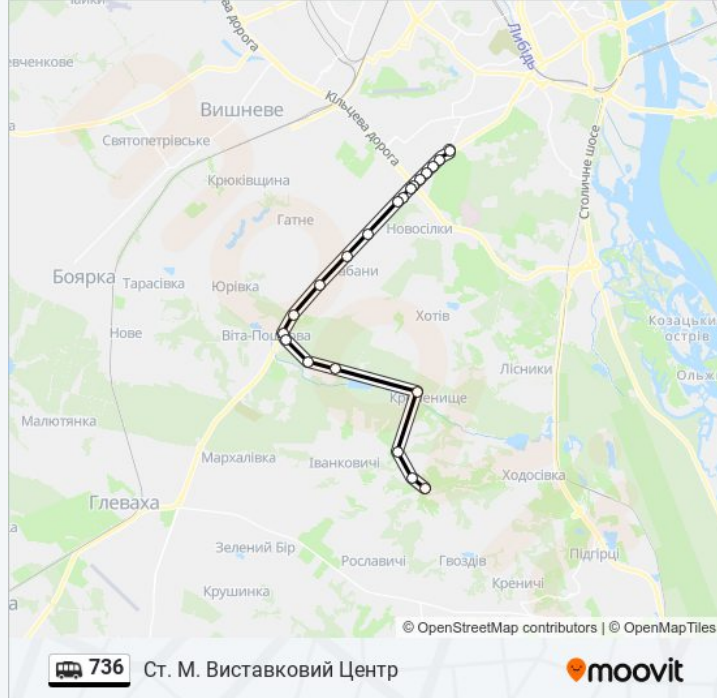 Кільцева дорога
Либідь
Вишневе
Святопетрівське
Кільцева дорога
Столичне шосе
Крюківщина
Гатне
Новосілки
Боярка
Тарасівка
Юрівка
Хотів
Козацький
острів
Нове
Віта-Поштова
Лісники
Малютянка
Мархалівка
Іванковичі
Ходосівка
Глеваха
Зелений Бір
Рославичі
Гвоздів
Підгірці
Крушинка
Креничі
© OpenStreetMap contributors | © OpenMapTiles
736 Ст. М. Виставковий Центр
moovit